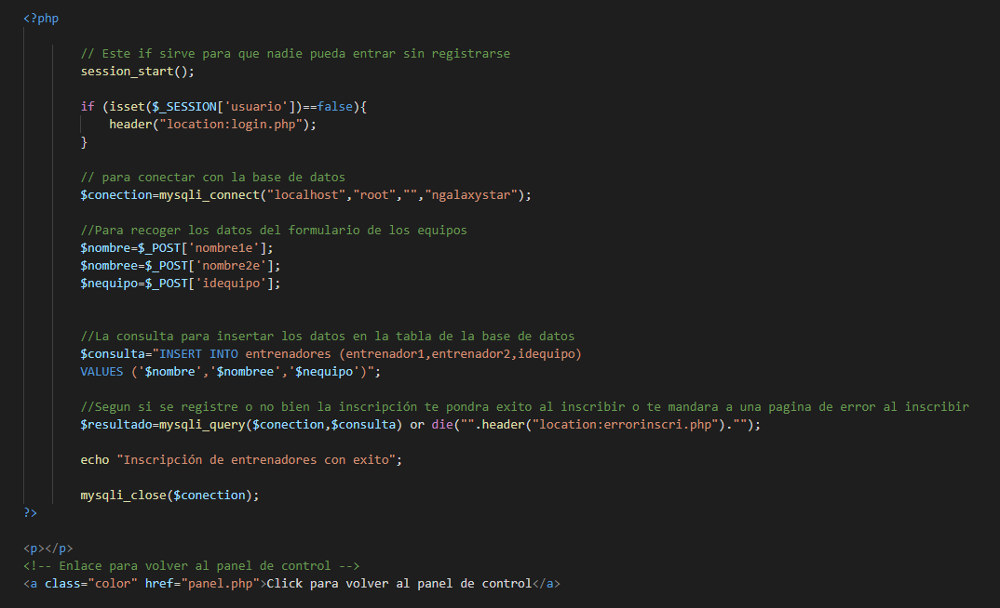 <?php
// Este if sirve para que nadie pueda entrar sin registrarse
session_start();
if (isset($_SESSION['usuario'])==false){
header("location:login.php");
}
// para conectar con la base de datos
$conection=mysqli_connect("localhost","root","","ngalaxystar");
//Para recoger los datos del formulario de los equipos
$nombre=$_POST['nombre1e'];
$nombree=$_POST['nombre2e'];
$nequipo=$_POST['idequipo'];
//La consulta para insertar los datos en la tabla de la base de datos
$consulta="INSERT INTO entrenadores (entrenador1,entrenador2,idequipo)
VALUES ('$nombre','$nombree','$nequipo')";
//Segun si se registre o no bien la inscripción te pondra exito al inscribir o te mandara a una pagina de error al inscribir
$resultado=mysqli_query($conection,$consulta) or die("".header("location:errorinscri.php")."");
echo "Inscripción de entrenadores con exito";
mysqli_close($conection);
?>
<p></p>
<!-- Enlace para volver al panel de control -->
<a class="color" href="panel.php">Click para volver al panel de control</a>